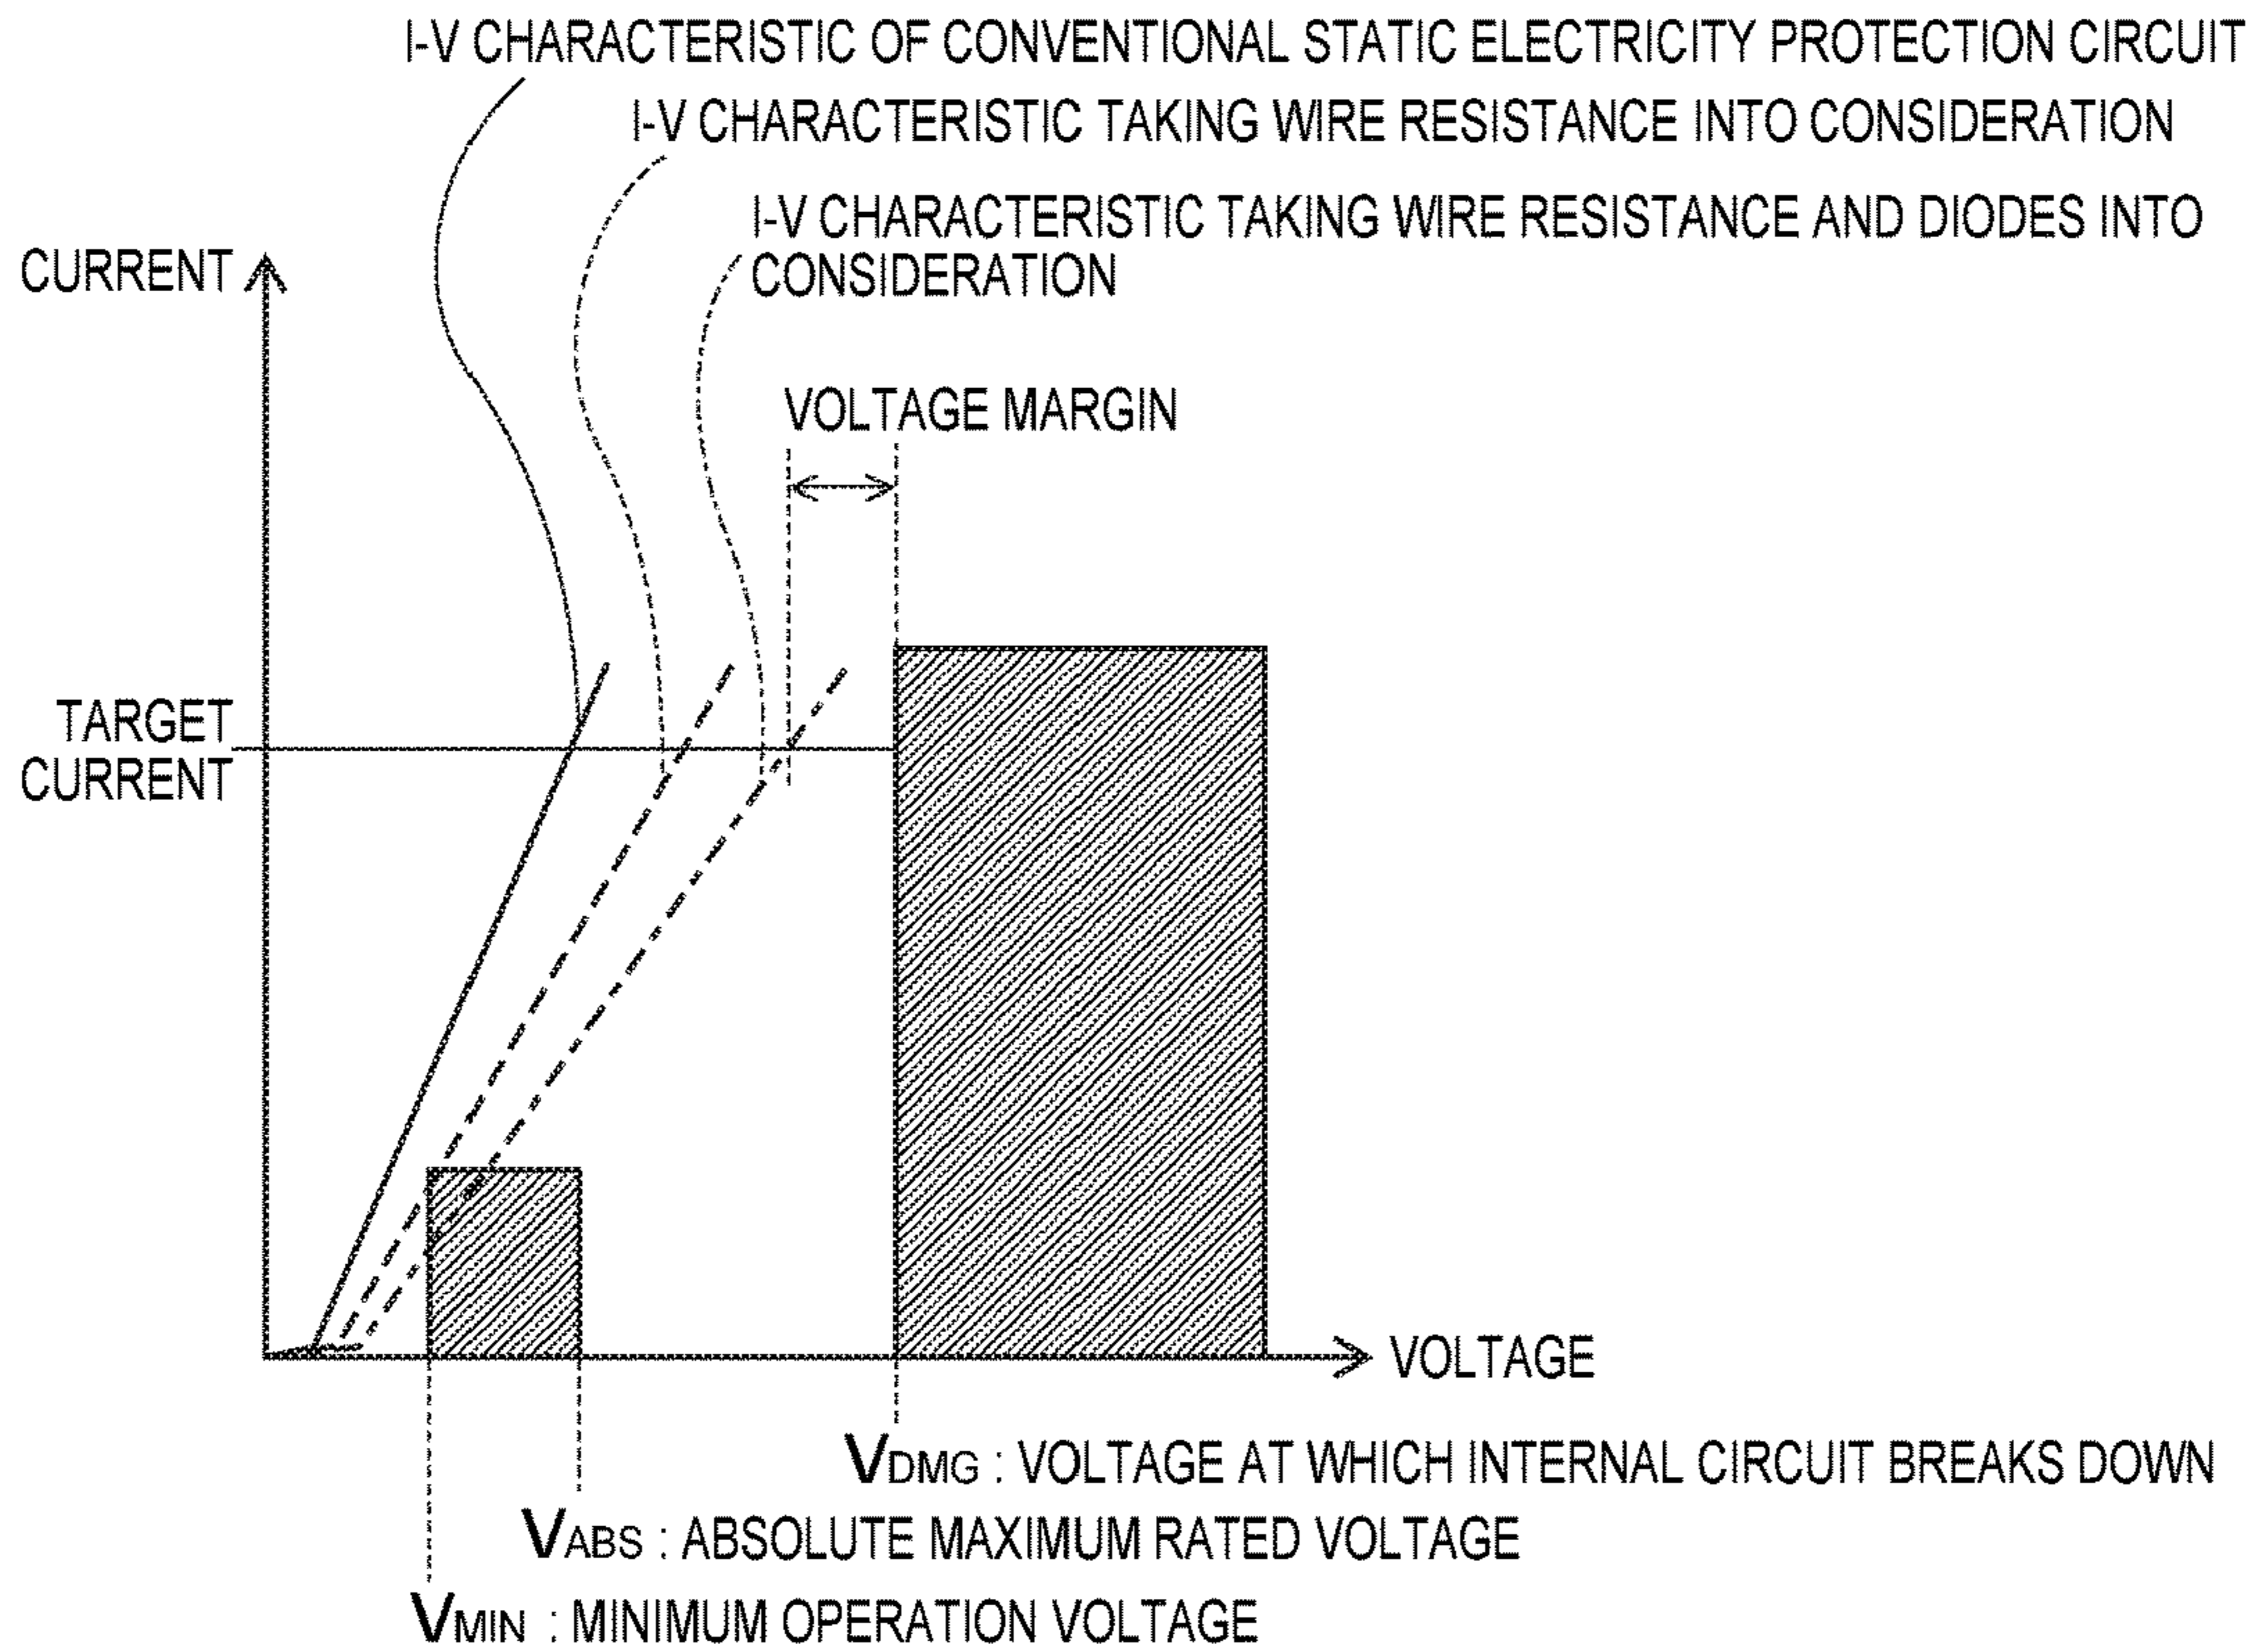 I-V CHARACTERISTIC OF CONVENTIONAL STATIC ELECTRICITY PROTECTION CIRCUIT
I-V CHARACTERISTIC TAKING WIRE RESISTANCE INTO CONSIDERATION
I-V CHARACTERISTIC TAKING WIRE RESISTANCE AND DIODES INTO
CONSIDERATION
CURRENT
VOLTAGE MARGIN
TARGET
CURRENT
VOLTAGE
VDMG : VOLTAGE AT WHICH INTERNAL CIRCUIT BREAKS DOWN
VABS : ABSOLUTE MAXIMUM RATED VOLTAGE
VMIN : MINIMUM OPERATION VOLTAGE